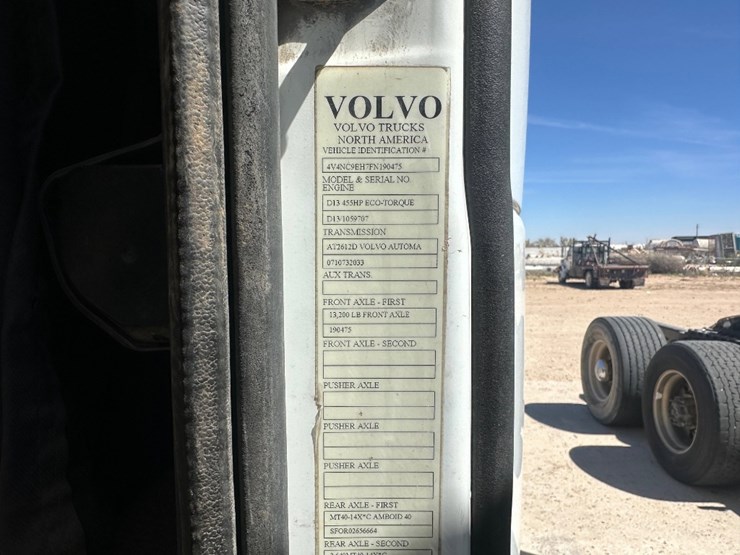 VOLVO
VOLVO TRUCKS
NORTH AMERICA
VEHICLE IDENTIFICATION #
4V4NC9EH7FN190475
MODEL & SERIAL NO.
ENGINE
D13 455HP ECO-TORQUE
D13/1059707
TRANSMISSION
AT2612D VOLVO AUTOMA
0710732033
AUX TRANS.
FRONT AXLE - FIRST
13,200 LB FRONT AXLE
190475
FRONT AXLE - SECOND
PUSHER AXLE
PUSHER AXLE
PUSHER AXLE
REAR AXLE - FIRST
MT40-14X*C AMBOID 40
SFOR02656664
REAR AXLE - SECOND